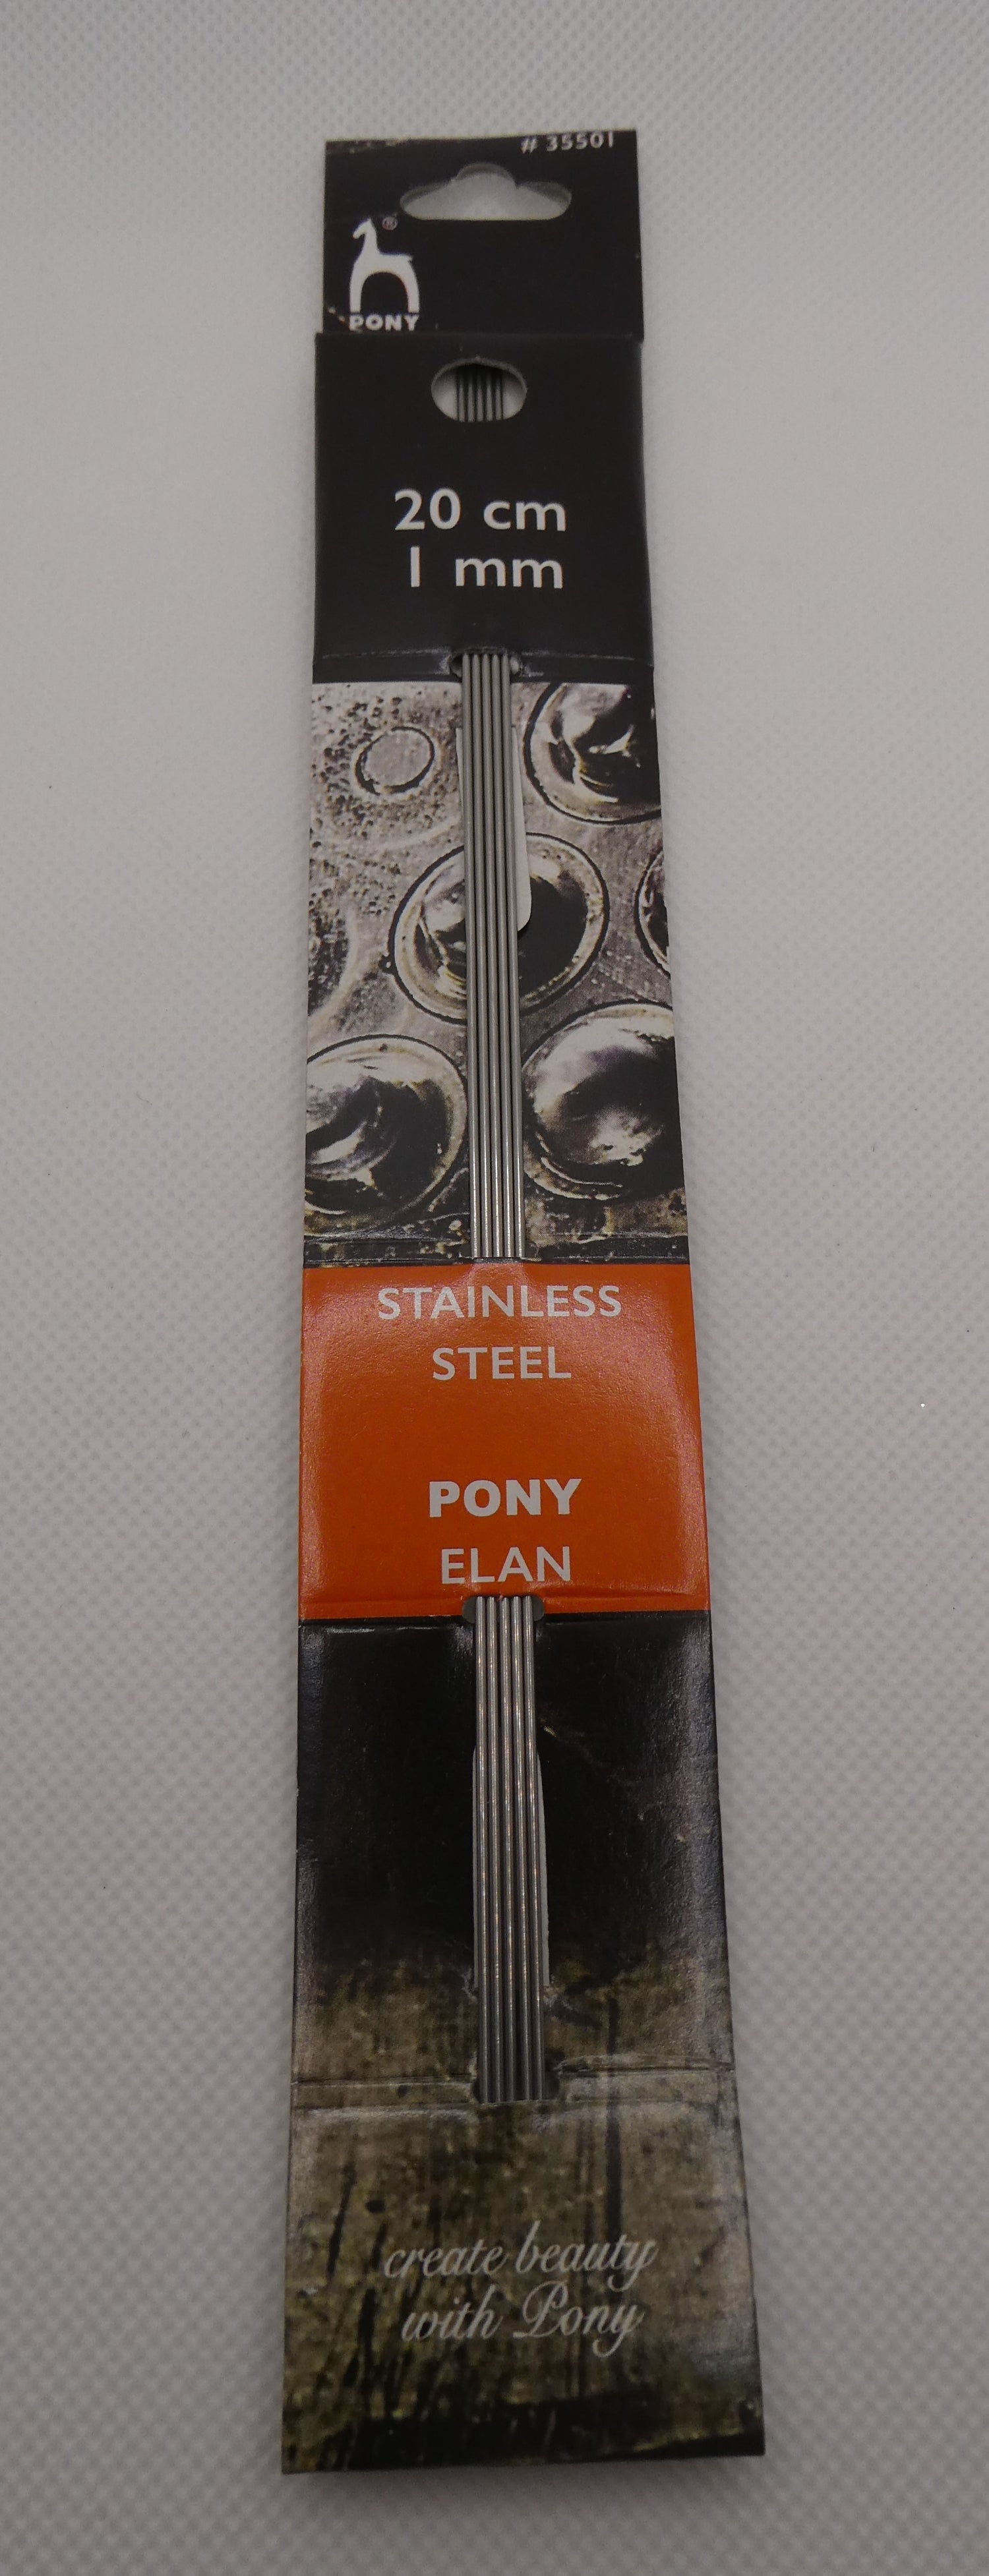 # 35501
®
PONY
20 cm
1 mm
STAINLESS
STEEL
PONY
ELAN
create beauty
with Pony